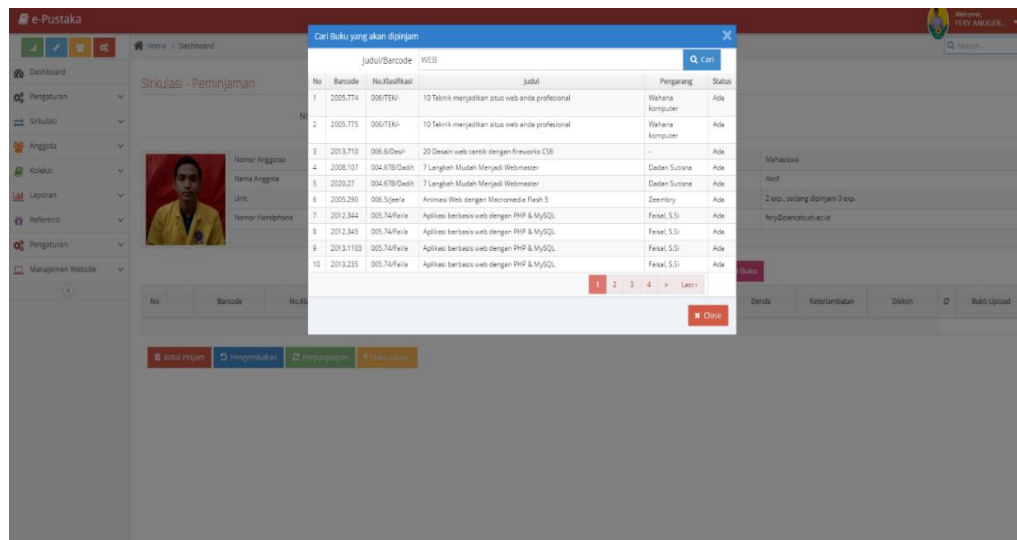 e-Pustaka
Welcome,
FERY ANUGER...
Home > Dashboard
Search ...
Dashboard
Pengaturan
Sirkulasi
Anggota
Koleksi
Laporan
Referensi
Pengaturan
Manajemen Website
Sirkulasi - Peminjaman
Nomor Anggota
Nama Anggota
Unit
Nomor Handphone
Mahasiswa
Aktif
2 exp., sedang dipinjam 0 exp.
fery@pancabudi.ac.id
Buku
No Barcode Denda Keterlambatan Diskon Bukti Upload
Batal Pinjam Pengembalian Perpanjangan
Cari Buku yang akan dipinjam
Judul/Barcode WEB Cari
No Barcode No.Klasifikasi Judul Pengarang Status
1 2005.774 006/TEK/- 10 Teknik menjadikan situs web anda profesional Wahana komputer Ada
2 2005.775 006/TEK/- 10 Teknik menjadikan situs web anda profesional Wahana komputer Ada
3 2013.710 006.6/Des/- 20 Desain web cantik dengan fireworks CS6 - Ada
4 2008.107 004.678/Dad/t 7 Langkah Mudah Menjadi Webmaster Dadan Sutisna Ada
5 2020.27 004.678/Dad/t 7 Langkah Mudah Menjadi Webmaster Dadan Sutisna Ada
6 2005.290 006.5/Jee/a Animasi Web dengan Macromedia Flash 5 Zeembry Ada
7 2012.344 005.74/Fai/a Aplikasi berbasis web dengan PHP & MySQL Faisal, S.Si Ada
8 2012.345 005.74/Fai/a Aplikasi berbasis web dengan PHP & MySQL Faisal, S.Si Ada
9 2013.1103 005.74/Fai/a Aplikasi berbasis web dengan PHP & MySQL Faisal, S.Si Ada
10 2013.235 005.74/Fai/a Aplikasi berbasis web dengan PHP & MySQL Faisal, S.Si Ada
1 2 3 4 > Last ›
Close